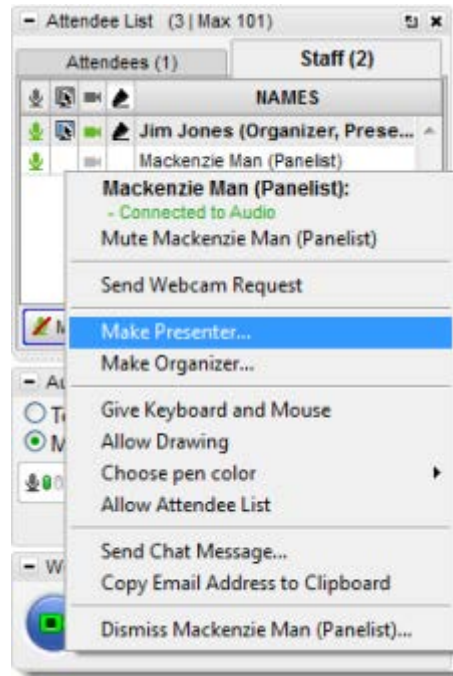 Attendee List (3 | Max 101)
Attendees (1) Staff (2)
NAMES
Jim Jones (Organizer, Prese...
Mackenzie Man (Panelist)
Mackenzie Man (Panelist):
- Connected to Audio
Mute Mackenzie Man (Panelist)
Send Webcam Request
Make Presenter...
Make Organizer...
Give Keyboard and Mouse
Allow Drawing
Choose pen color
Allow Attendee List
Send Chat Message...
Copy Email Address to Clipboard
Dismiss Mackenzie Man (Panelist)...